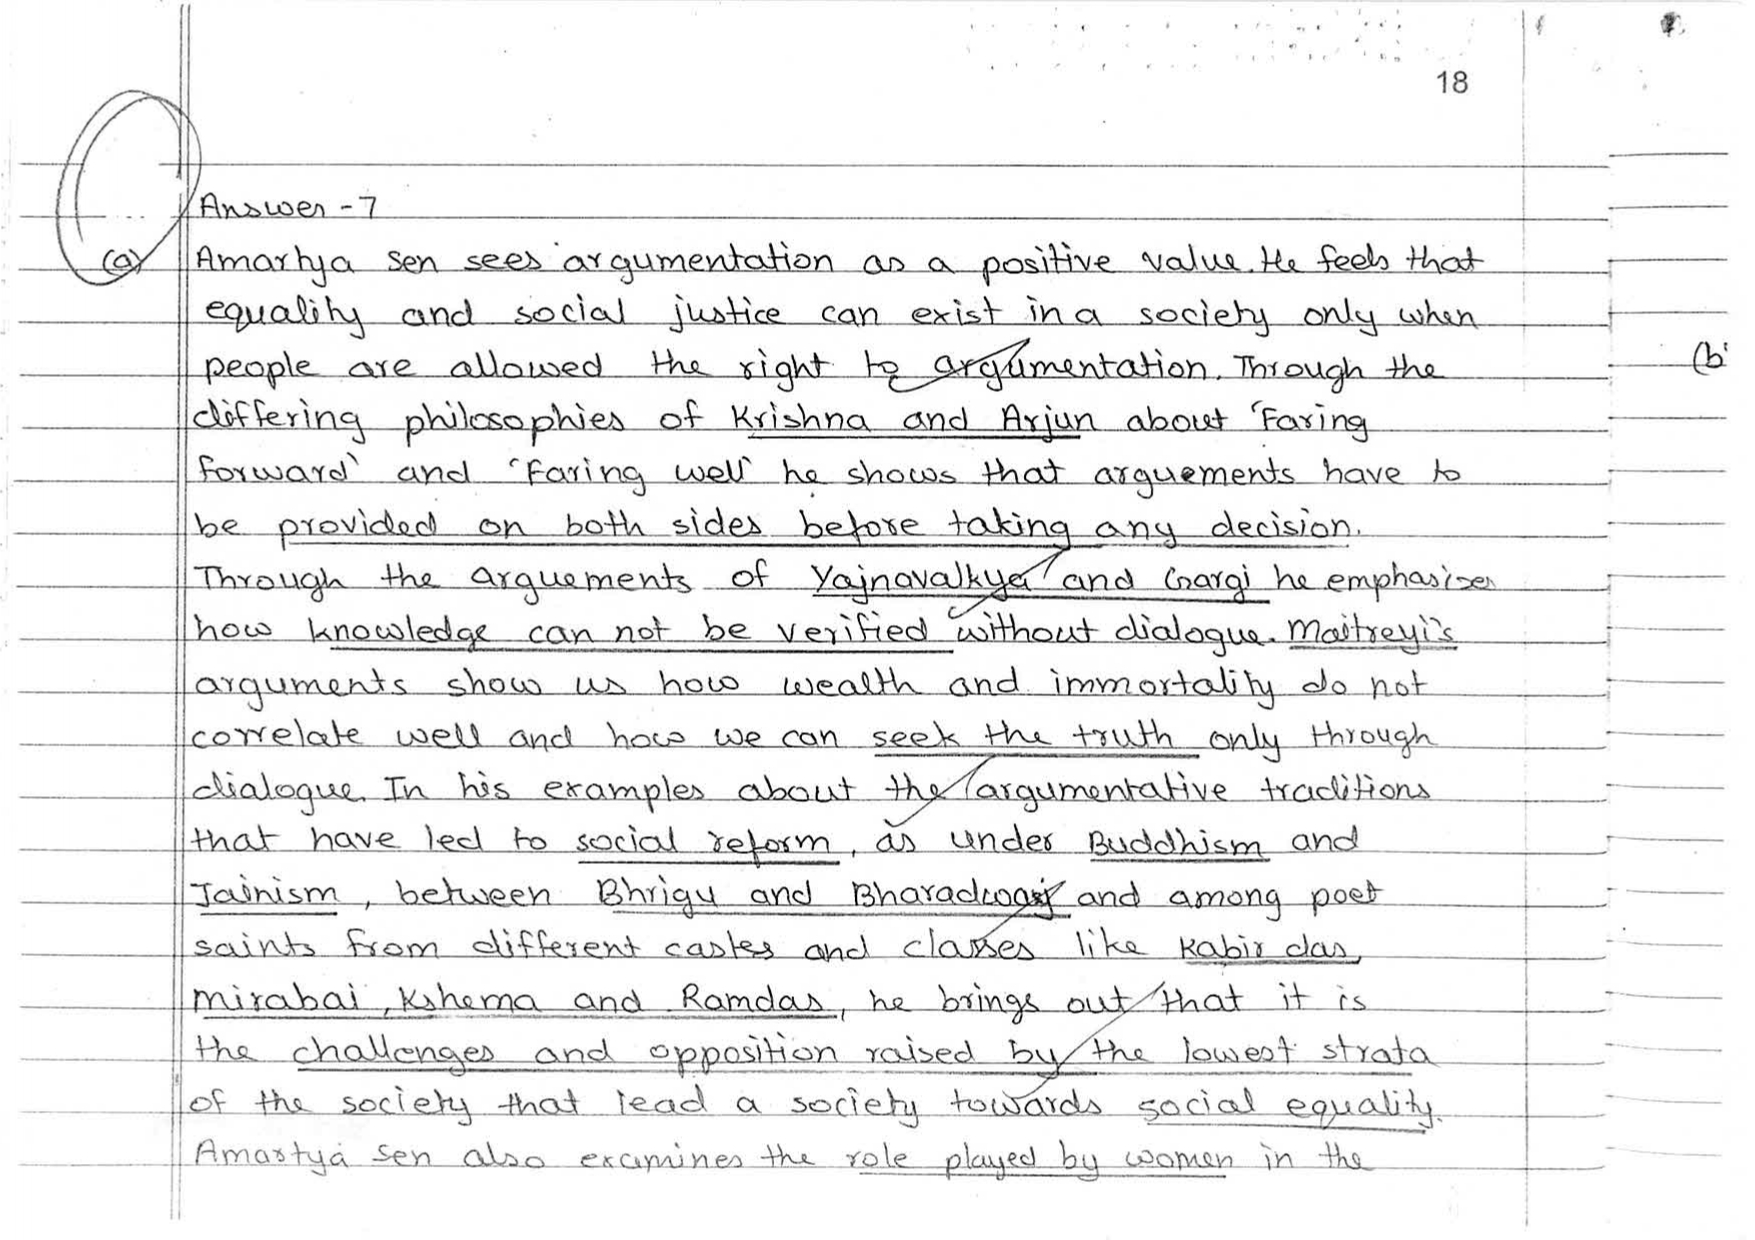 18
Answer - 7
(a) Amartya Sen sees argumentation as a positive value. He feels that
equality and social justice can exist in a society only when
people are allowed the right to argumentation. Through the
(b)
differing philosophies of Krishna and Arjun about 'Faring
forward' and 'Faring well' he shows that arguements have to
be provided on both sides before taking any decision.
Through the arguements of Yajnavalkya and Gargi he emphasizes
how knowledge can not be verified without dialogue. Maitreyi's
arguments show us how wealth and immortality do not
correlate well and how we can seek the truth only through
dialogue. In his examples about the argumentative traditions
that have led to social reform, as under Buddhism and
Jainism, between Bhrigu and Bharadwaj and among poet
saints from different castes and classes like Kabir das,
mirabai, Kshema and Ramdas, he brings out that it is
the challenges and opposition raised by the lowest strata
of the society that lead a society towards social equality.
Amartya Sen also examines the role played by women in the